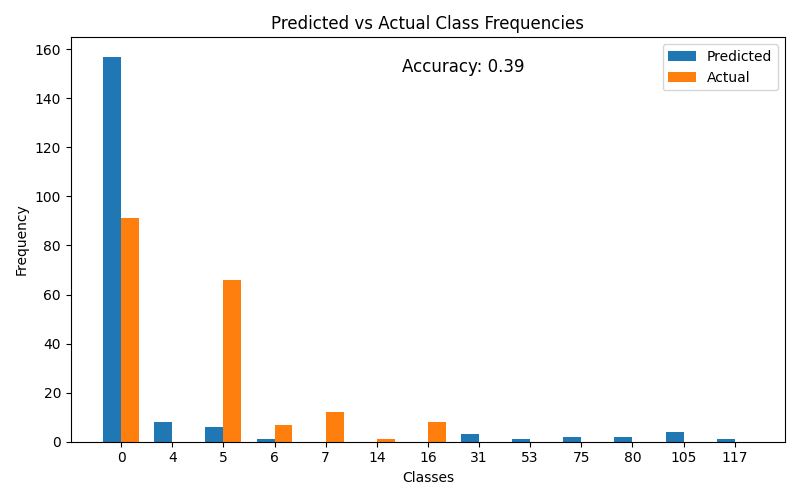 Predicted vs Actual Class Frequencies
Accuracy: 0.39
Predicted
Actual
Frequency
160
140
120
100
80
60
40
20
0
0 4 5 6 7 14 16 31 53 75 80 105 117
Classes